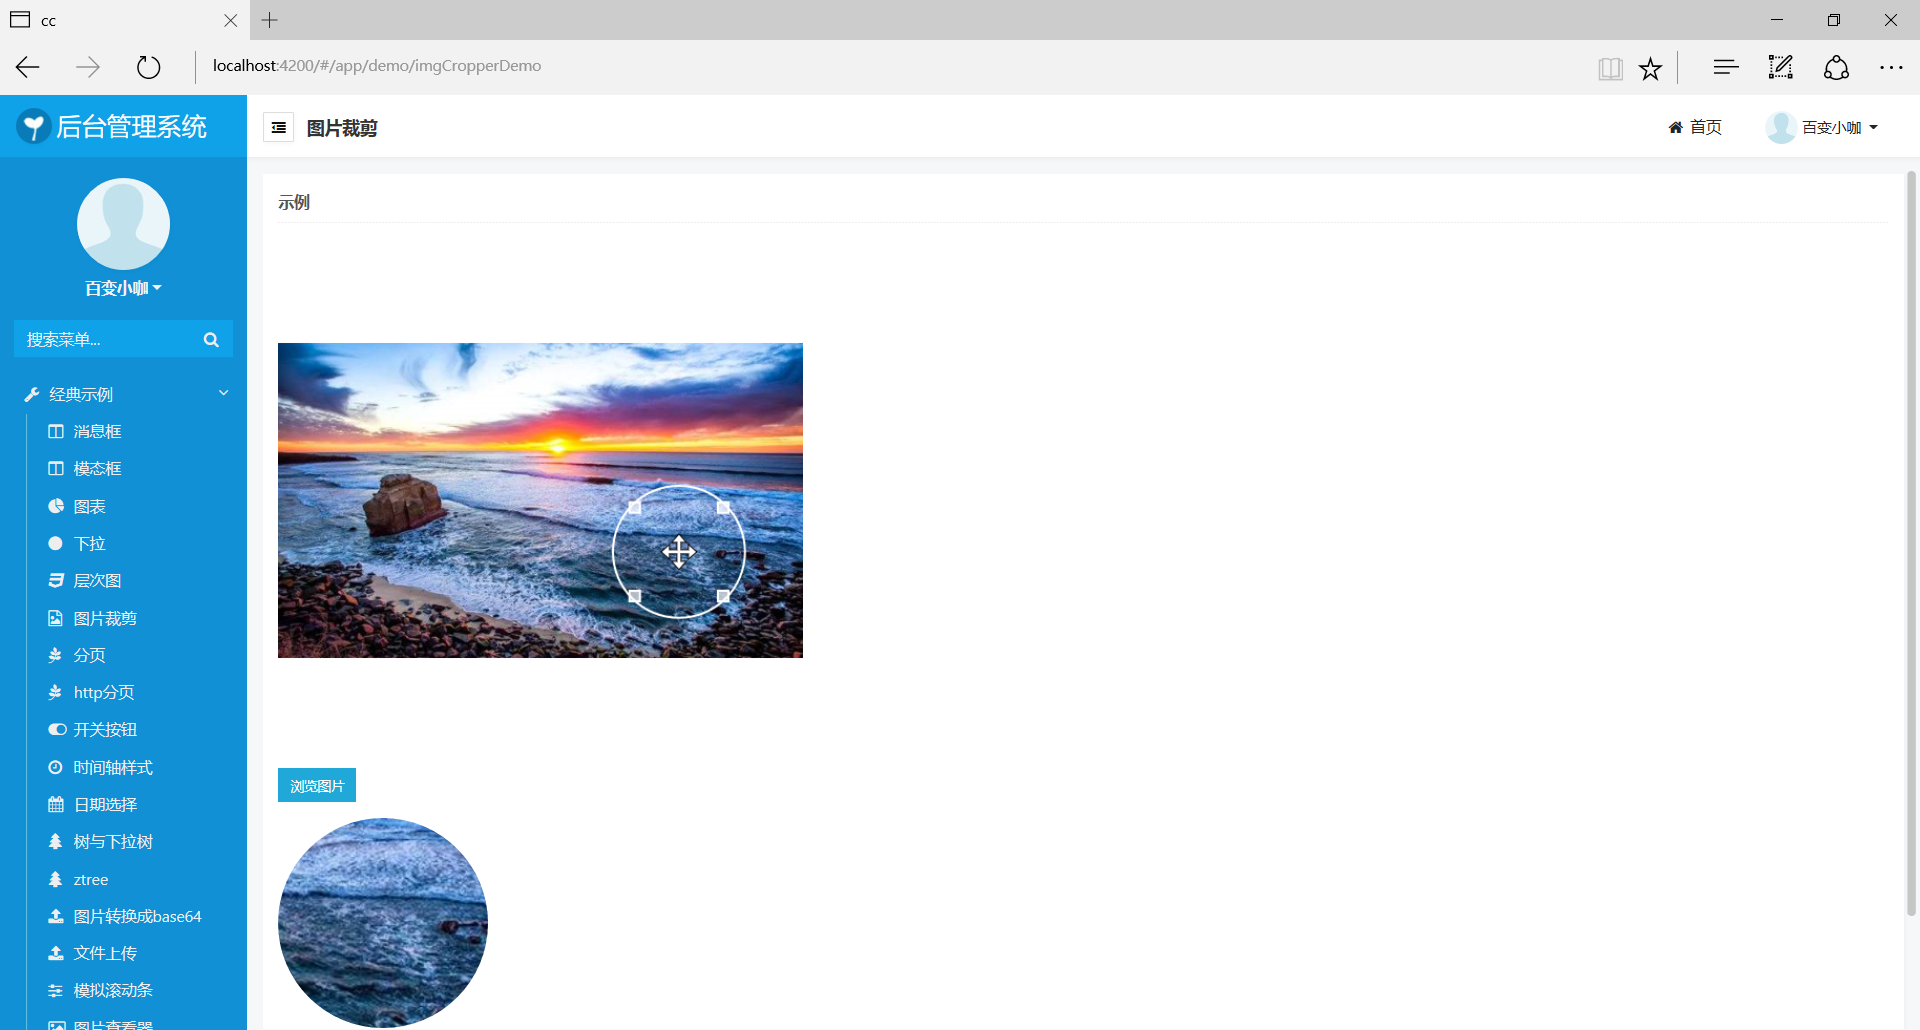 cc
localhost:4200/#/app/demo/imgCropperDemo
后台管理系统
图片裁剪
首页
百变小咖
百变小咖
搜索菜单...
经典示例
消息框
模态框
图表
下拉
层次图
图片裁剪
分页
http分页
开关按钮
时间轴样式
日期选择
树与下拉树
ztree
图片转换成base64
文件上传
模拟滚动条
图片查看器
示例
浏览图片